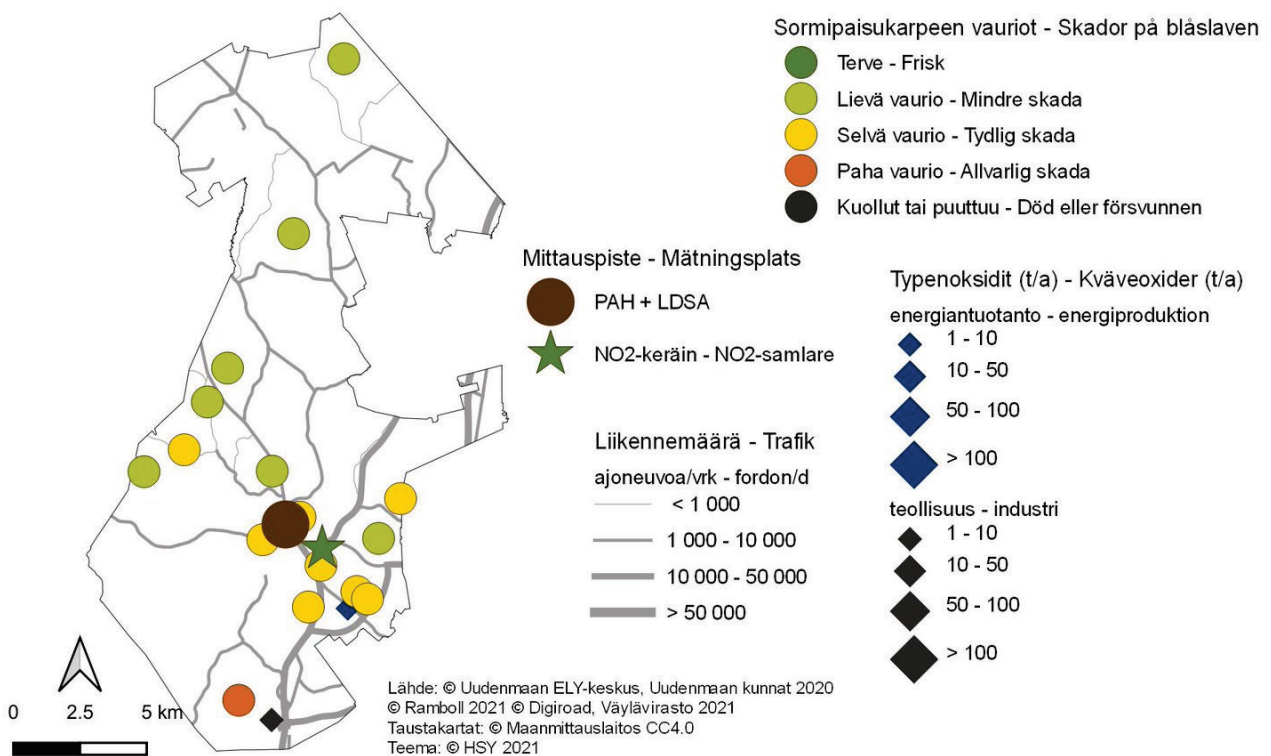 Sormipaisukarpeen vauriot - Skador på blåslaven
Terve - Frisk
Lievä vaurio - Mindre skada
Selvä vaurio - Tydlig skada
Paha vaurio - Allvarlig skada
Kuollut tai puuttuu - Död eller försvunnen
Mittauspiste - Mätningsplats
PAH + LDSA
NO2-keräin - NO2-samlare
Liikennemäärä - Trafik
ajoneuvoa/vrk - fordon/d
< 1 000
1 000 - 10 000
10 000 - 50 000
> 50 000
Typenoksidit (t/a) - Kväveoxider (t/a)
energiantuotanto - energiproduktion
1 - 10
10 - 50
50 - 100
> 100
teollisuus - industri
1 - 10
10 - 50
50 - 100
> 100
0 2.5 5 km
Lähde: © Uudenmaan ELY-keskus, Uudenmaan kunnat 2020
© Ramboll 2021 © Digiroad, Väylävirasto 2021
Taustakartat: © Maanmittauslaitos CC4.0
Teema: © HSY 2021